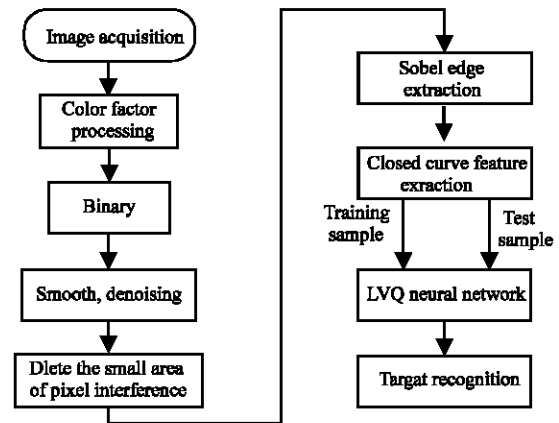 Image acquisition
Color factor
processing
Binary
Smooth, denoising
Dlete the small area
of pixel interference
Sobel edge
extraction
Closed curve feature
exraction
Training
sample
Test
sample
LVQ neural network
Targat recognition